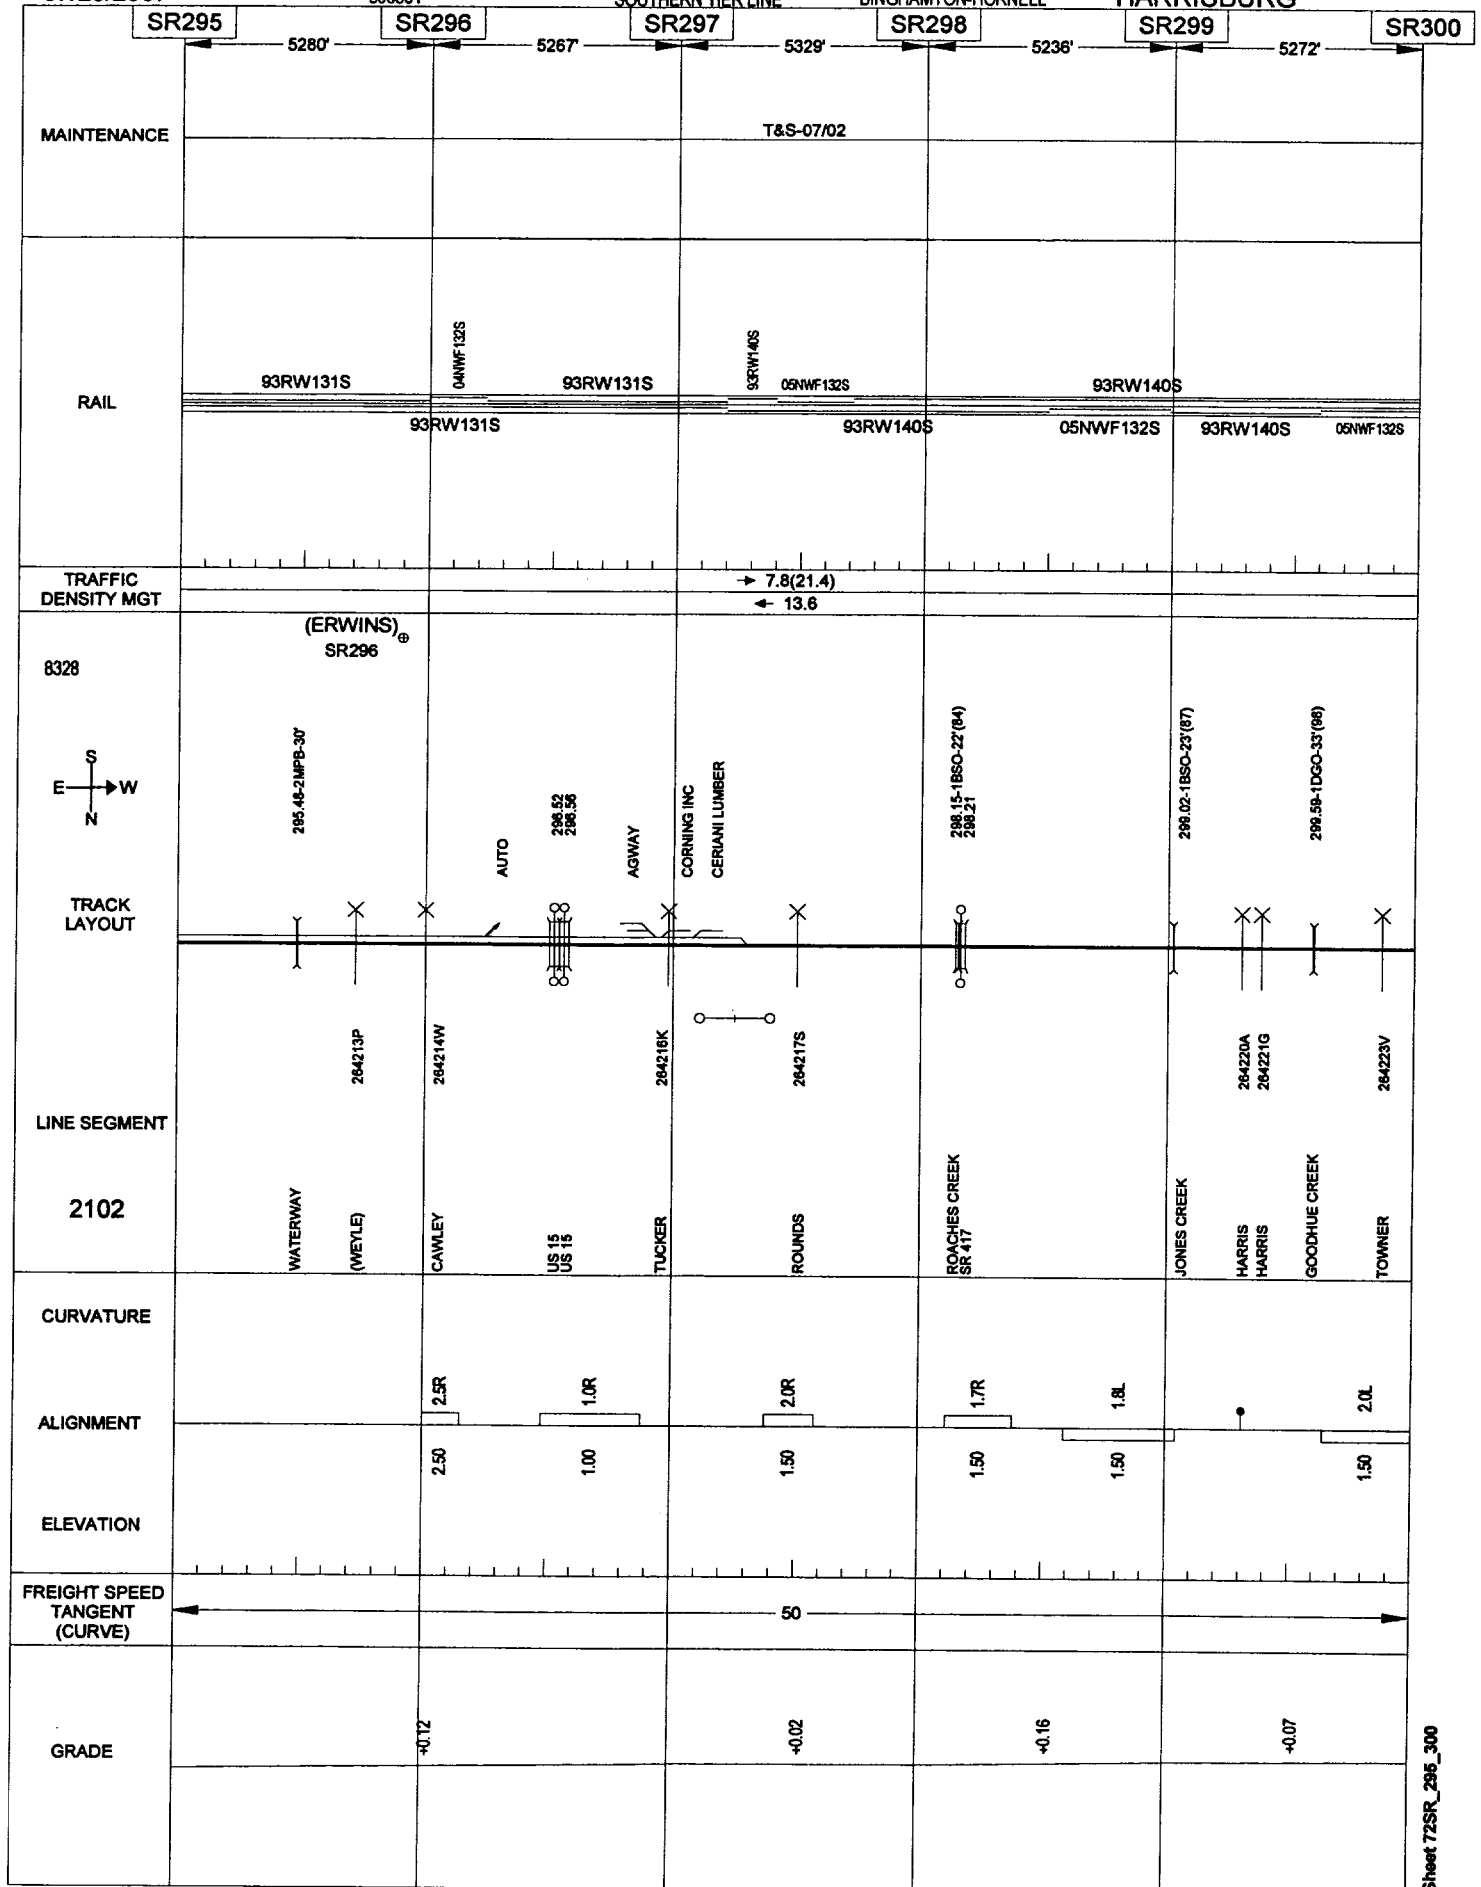 SOUTHERN TIER LINE BINGHAMTON-HORNELL HARRISBURG
SR295 SR296 SR297 SR298 SR299 SR300
5280' 5267' 5329' 5236' 5272'
MAINTENANCE
T&S-07/02
RAIL
93RW131S 04NWF132S 93RW131S 93RW140S 05NWF132S 93RW140S
93RW131S 93RW140S 05NWF132S 93RW140S 05NWF132S
TRAFFIC
DENSITY MGT
7.8(21.4)
13.6
(ERWINS)
SR296
8328
S
E W
N
295.48-2MPB-30'
AUTO
296.52
296.56
AGWAY
CORNING INC
CERIANI LUMBER
298.15-1BSO-22'(84)
298.21
299.02-1BSO-23'(87)
299.59-1DGO-33'(98)
TRACK
LAYOUT
264213P
264214W
264216K
264217S
264220A
264221G
264223V
LINE SEGMENT
2102
WATERWAY
(WEYLE)
CAWLEY
US 15
US 15
TUCKER
ROUNDS
ROACHES CREEK
SR 417
JONES CREEK
HARRIS
HARRIS
GOODHUE CREEK
TOWNER
CURVATURE
2.5R 1.0R 2.0R 1.7R 1.8L 2.0L
ALIGNMENT
2.50 1.00 1.50 1.50 1.50 1.50
ELEVATION
FREIGHT SPEED
TANGENT
(CURVE)
50
GRADE
+0.12 +0.02 +0.16 +0.07
Sheet 72SR_295_300